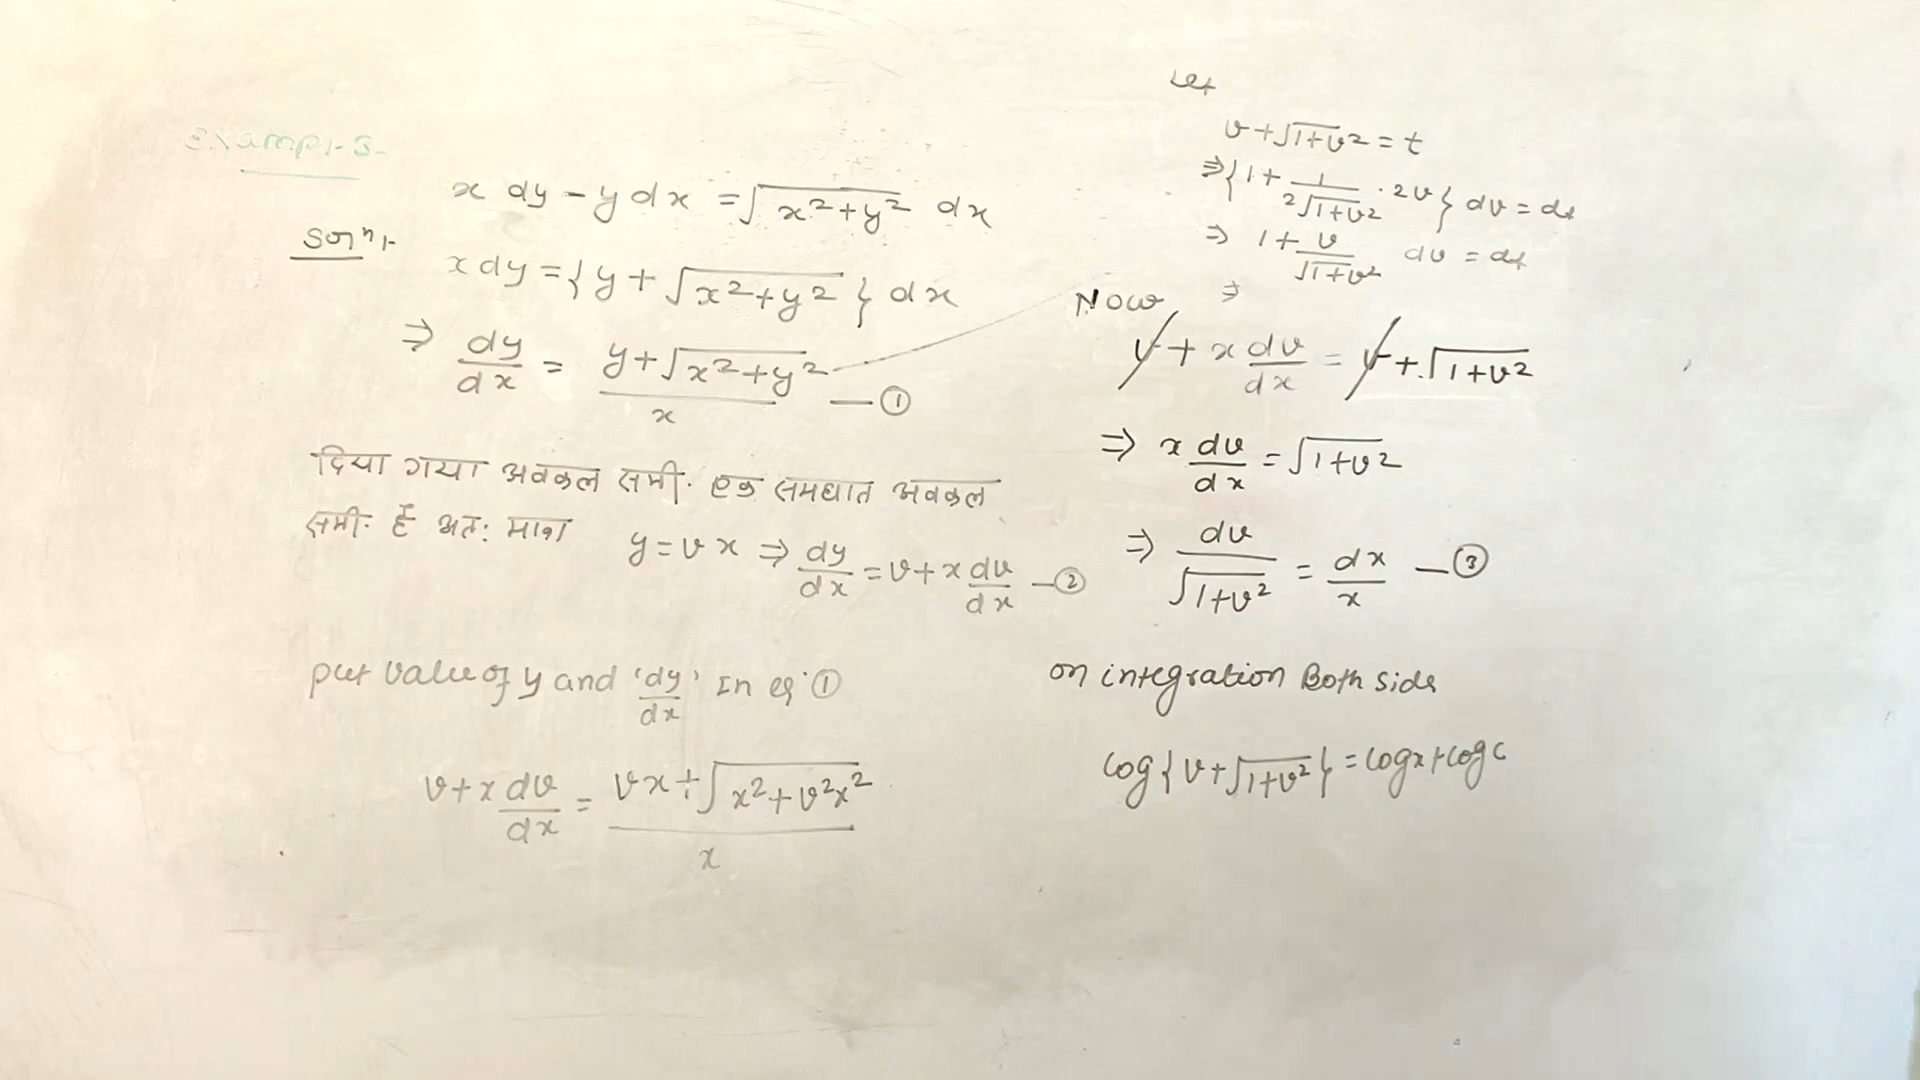 Exampl-3-
x dy - y dx = √x²+y² dx
Solⁿ:-
x dy = { y + √x²+y² } dx
⇒ dy/dx = y+√x²+y² / x — ①
दिया गया अवकल समी. एक समघात अवकल
समी. है अतः माना y = vx ⇒ dy/dx = v + x dv/dx — ②
put value of y and 'dy/dx' In eq. ①
v + x dv/dx = vx + √x²+v²x² / x
Let
v + √1+v² = t
⇒ { 1 + 1/2√1+v² . 2v } dv = dt
⇒ 1 + v/√1+v² dv = dt
⇒
Now
v + x dv/dx = v + √1+v²
⇒ x dv/dx = √1+v²
⇒ dv/√1+v² = dx/x — ③
on integration Both side
log { v + √1+v² } = logx + log c